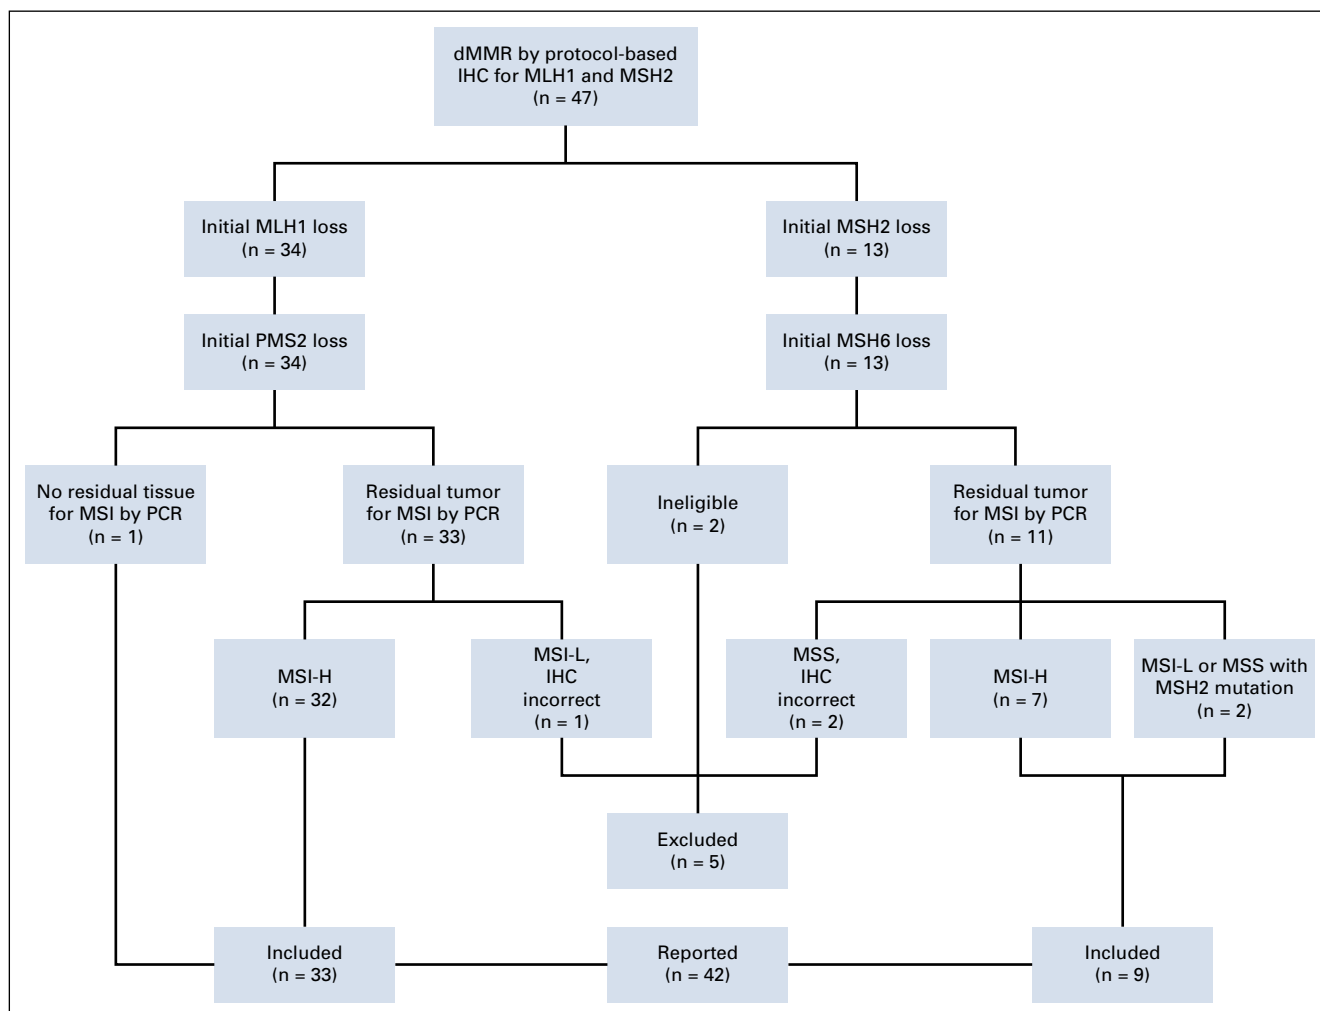 dMMR by protocol-based
IHC for MLH1 and MSH2
(n = 47)
Initial MLH1 loss
(n = 34)
Initial MSH2 loss
(n = 13)
Initial PMS2 loss
(n = 34)
Initial MSH6 loss
(n = 13)
No residual tissue
for MSI by PCR
(n = 1)
Residual tumor
for MSI by PCR
(n = 33)
Ineligible
(n = 2)
Residual tumor
for MSI by PCR
(n = 11)
MSI-H
(n = 32)
MSI-L,
IHC
incorrect
(n = 1)
MSS,
IHC
incorrect
(n = 2)
MSI-H
(n = 7)
MSI-L or MSS with
MSH2 mutation
(n = 2)
Excluded
(n = 5)
Included
(n = 33)
Reported
(n = 42)
Included
(n = 9)